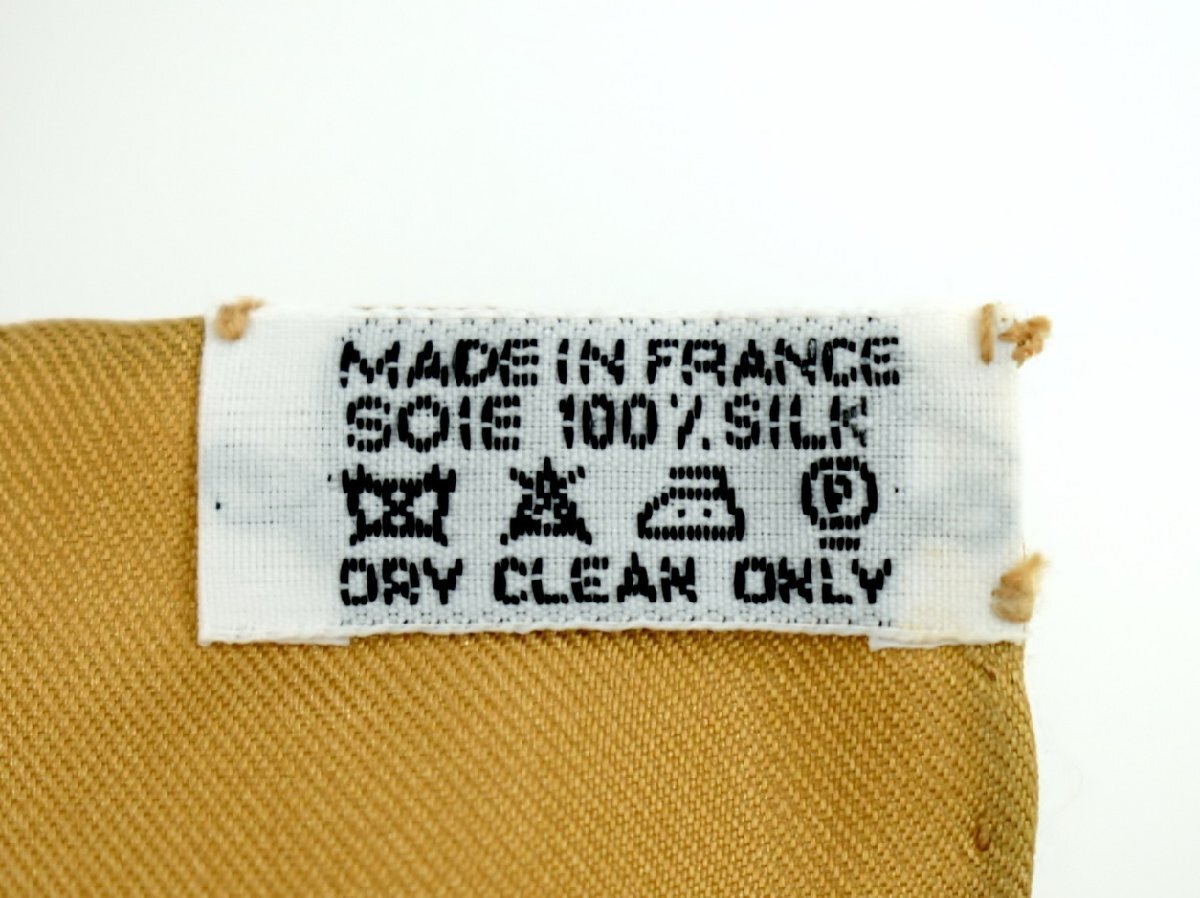 MADE IN FRANCE
SOIE 100% SILK
P
DRY CLEAN ONLY